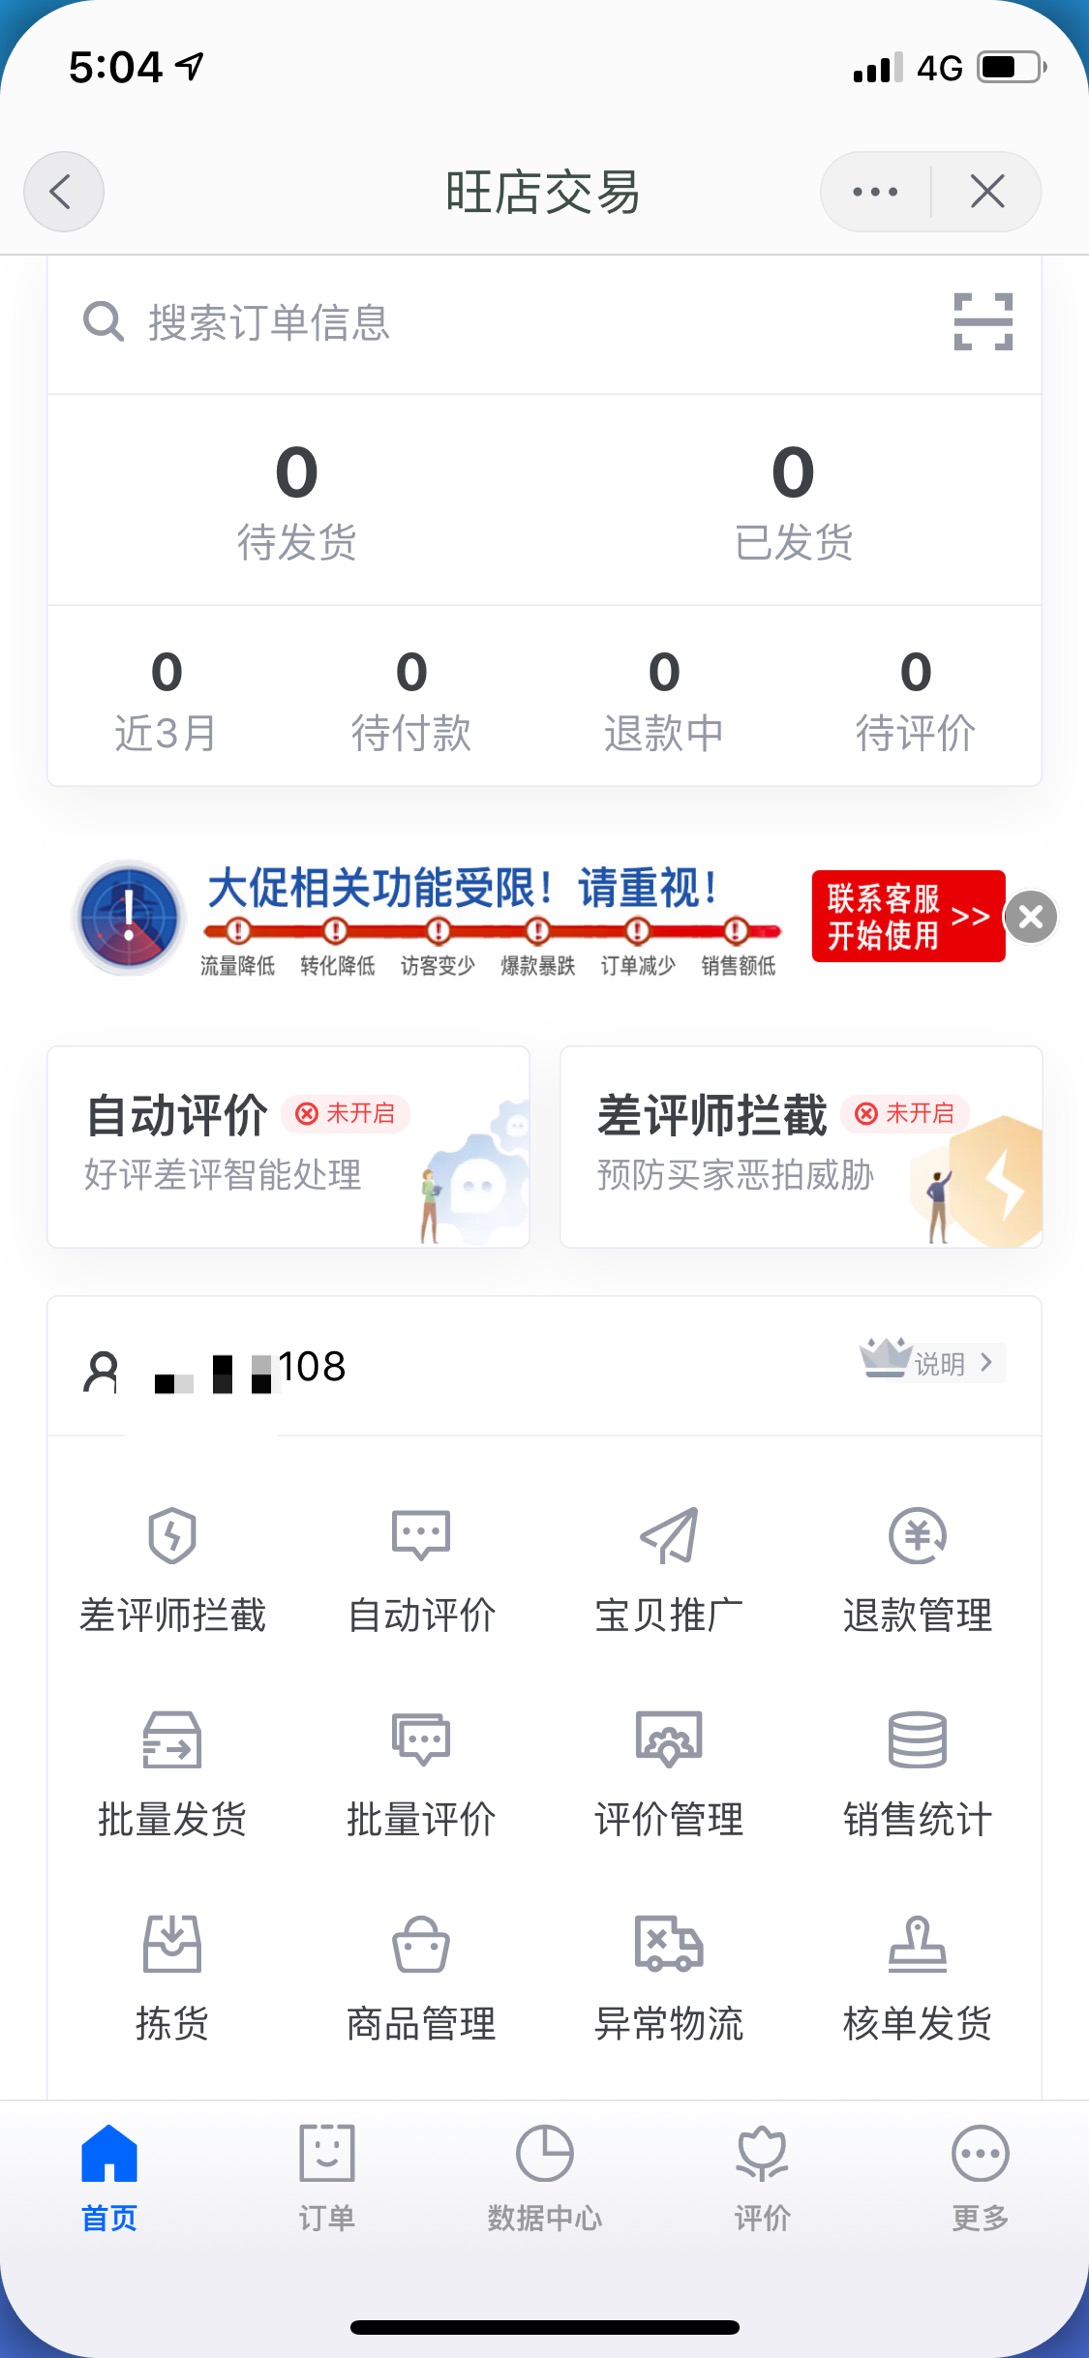 5:04
4G
旺店交易
搜索订单信息
0
0
待发货
已发货
0
0
0
0
近3月
待付款
退款中
待评价
大促相关功能受限！请重视！
流量降低 转化降低 访客变少 爆款暴跌 订单减少 销售额低
联系客服
开始使用 >>
自动评价 未开启
好评差评智能处理
差评师拦截 未开启
预防买家恶拍威胁
108
说明
差评师拦截
自动评价
宝贝推广
退款管理
批量发货
批量评价
评价管理
销售统计
拣货
商品管理
异常物流
核单发货
首页
订单
数据中心
评价
更多